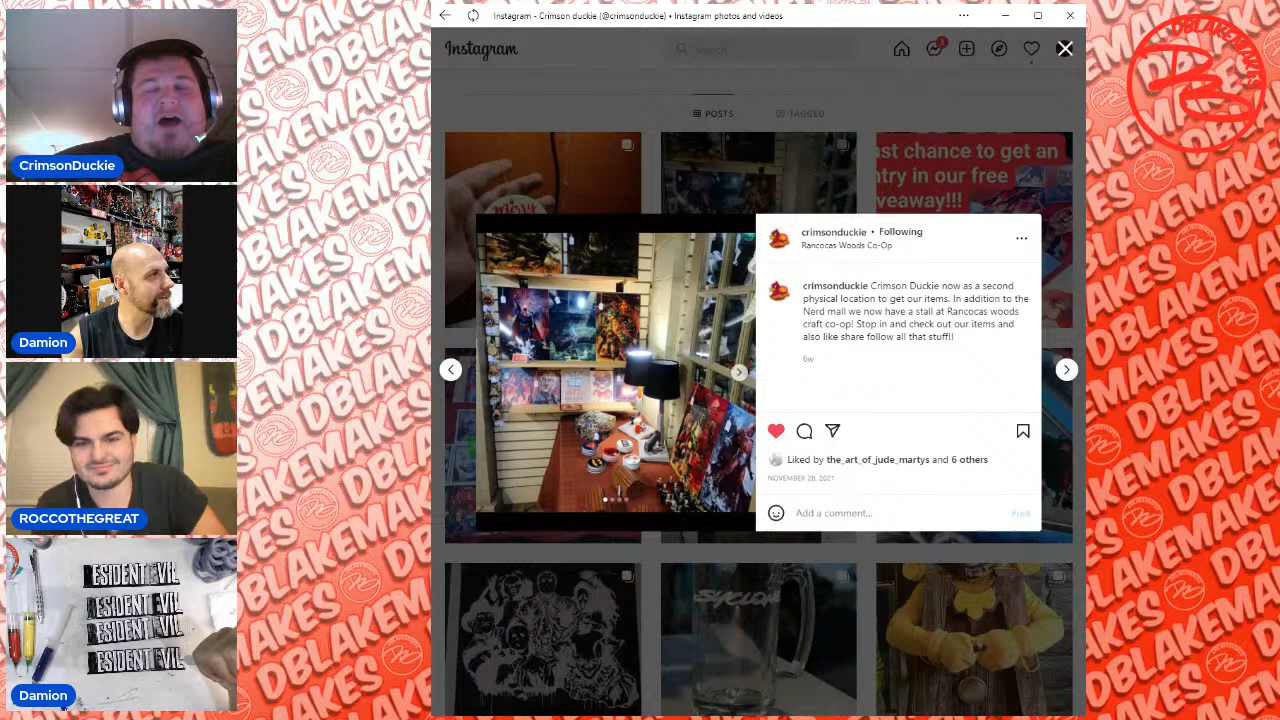 Instagram - Crimson duckie (@crimsonduckie) • Instagram photos and videos
Instagram
Search
3
POSTS
TAGGED
DBLAKEMAKES
ast chance to get an
ntry in our free
veaway!!!
CrimsonDuckie
Damion
ROCCOTHEGREAT
RESIDENT EVIL
RESIDENT EVIL
RESIDENT EVIL
RESIDENT EVIL
Damion
crimsonduckie • Following
Rancocas Woods Co-Op
crimsonduckie Crimson Duckie now as a second
physical location to get our items. In addition to the
Nerd mall we now have a stall at Rancocas woods
craft co-op! Stop in and check out our items and
also like share follow all that stuff!!
6w
Liked by the_art_of_jude_martys and 6 others
NOVEMBER 28, 2021
Add a comment...
Post